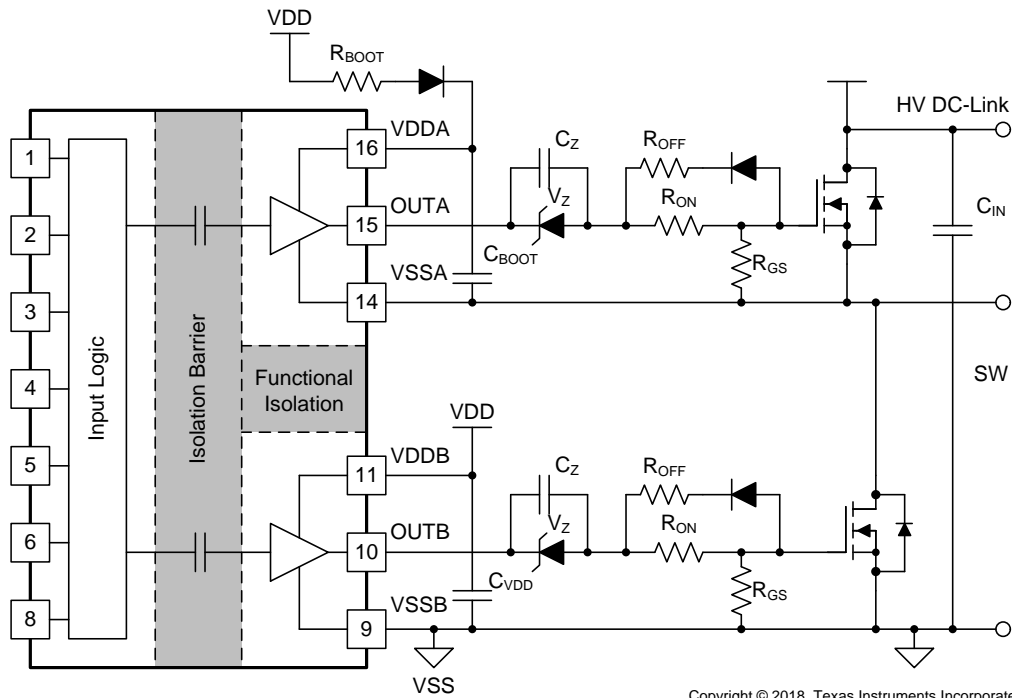 VDD
RBOOT
HV DC-Link
1
2
3
4
5
6
8
Input Logic
Isolation Barrier
Functional
Isolation
16
VDDA
15
OUTA
14
VSSA
CBOOT
CZ
VZ
ROFF
RON
RGS
CIN
SW
VDD
11
VDDB
10
OUTB
9
VSSB
CVDD
CZ
VZ
ROFF
RON
RGS
VSS
Copyright © 2018, Texas Instruments Incorporate